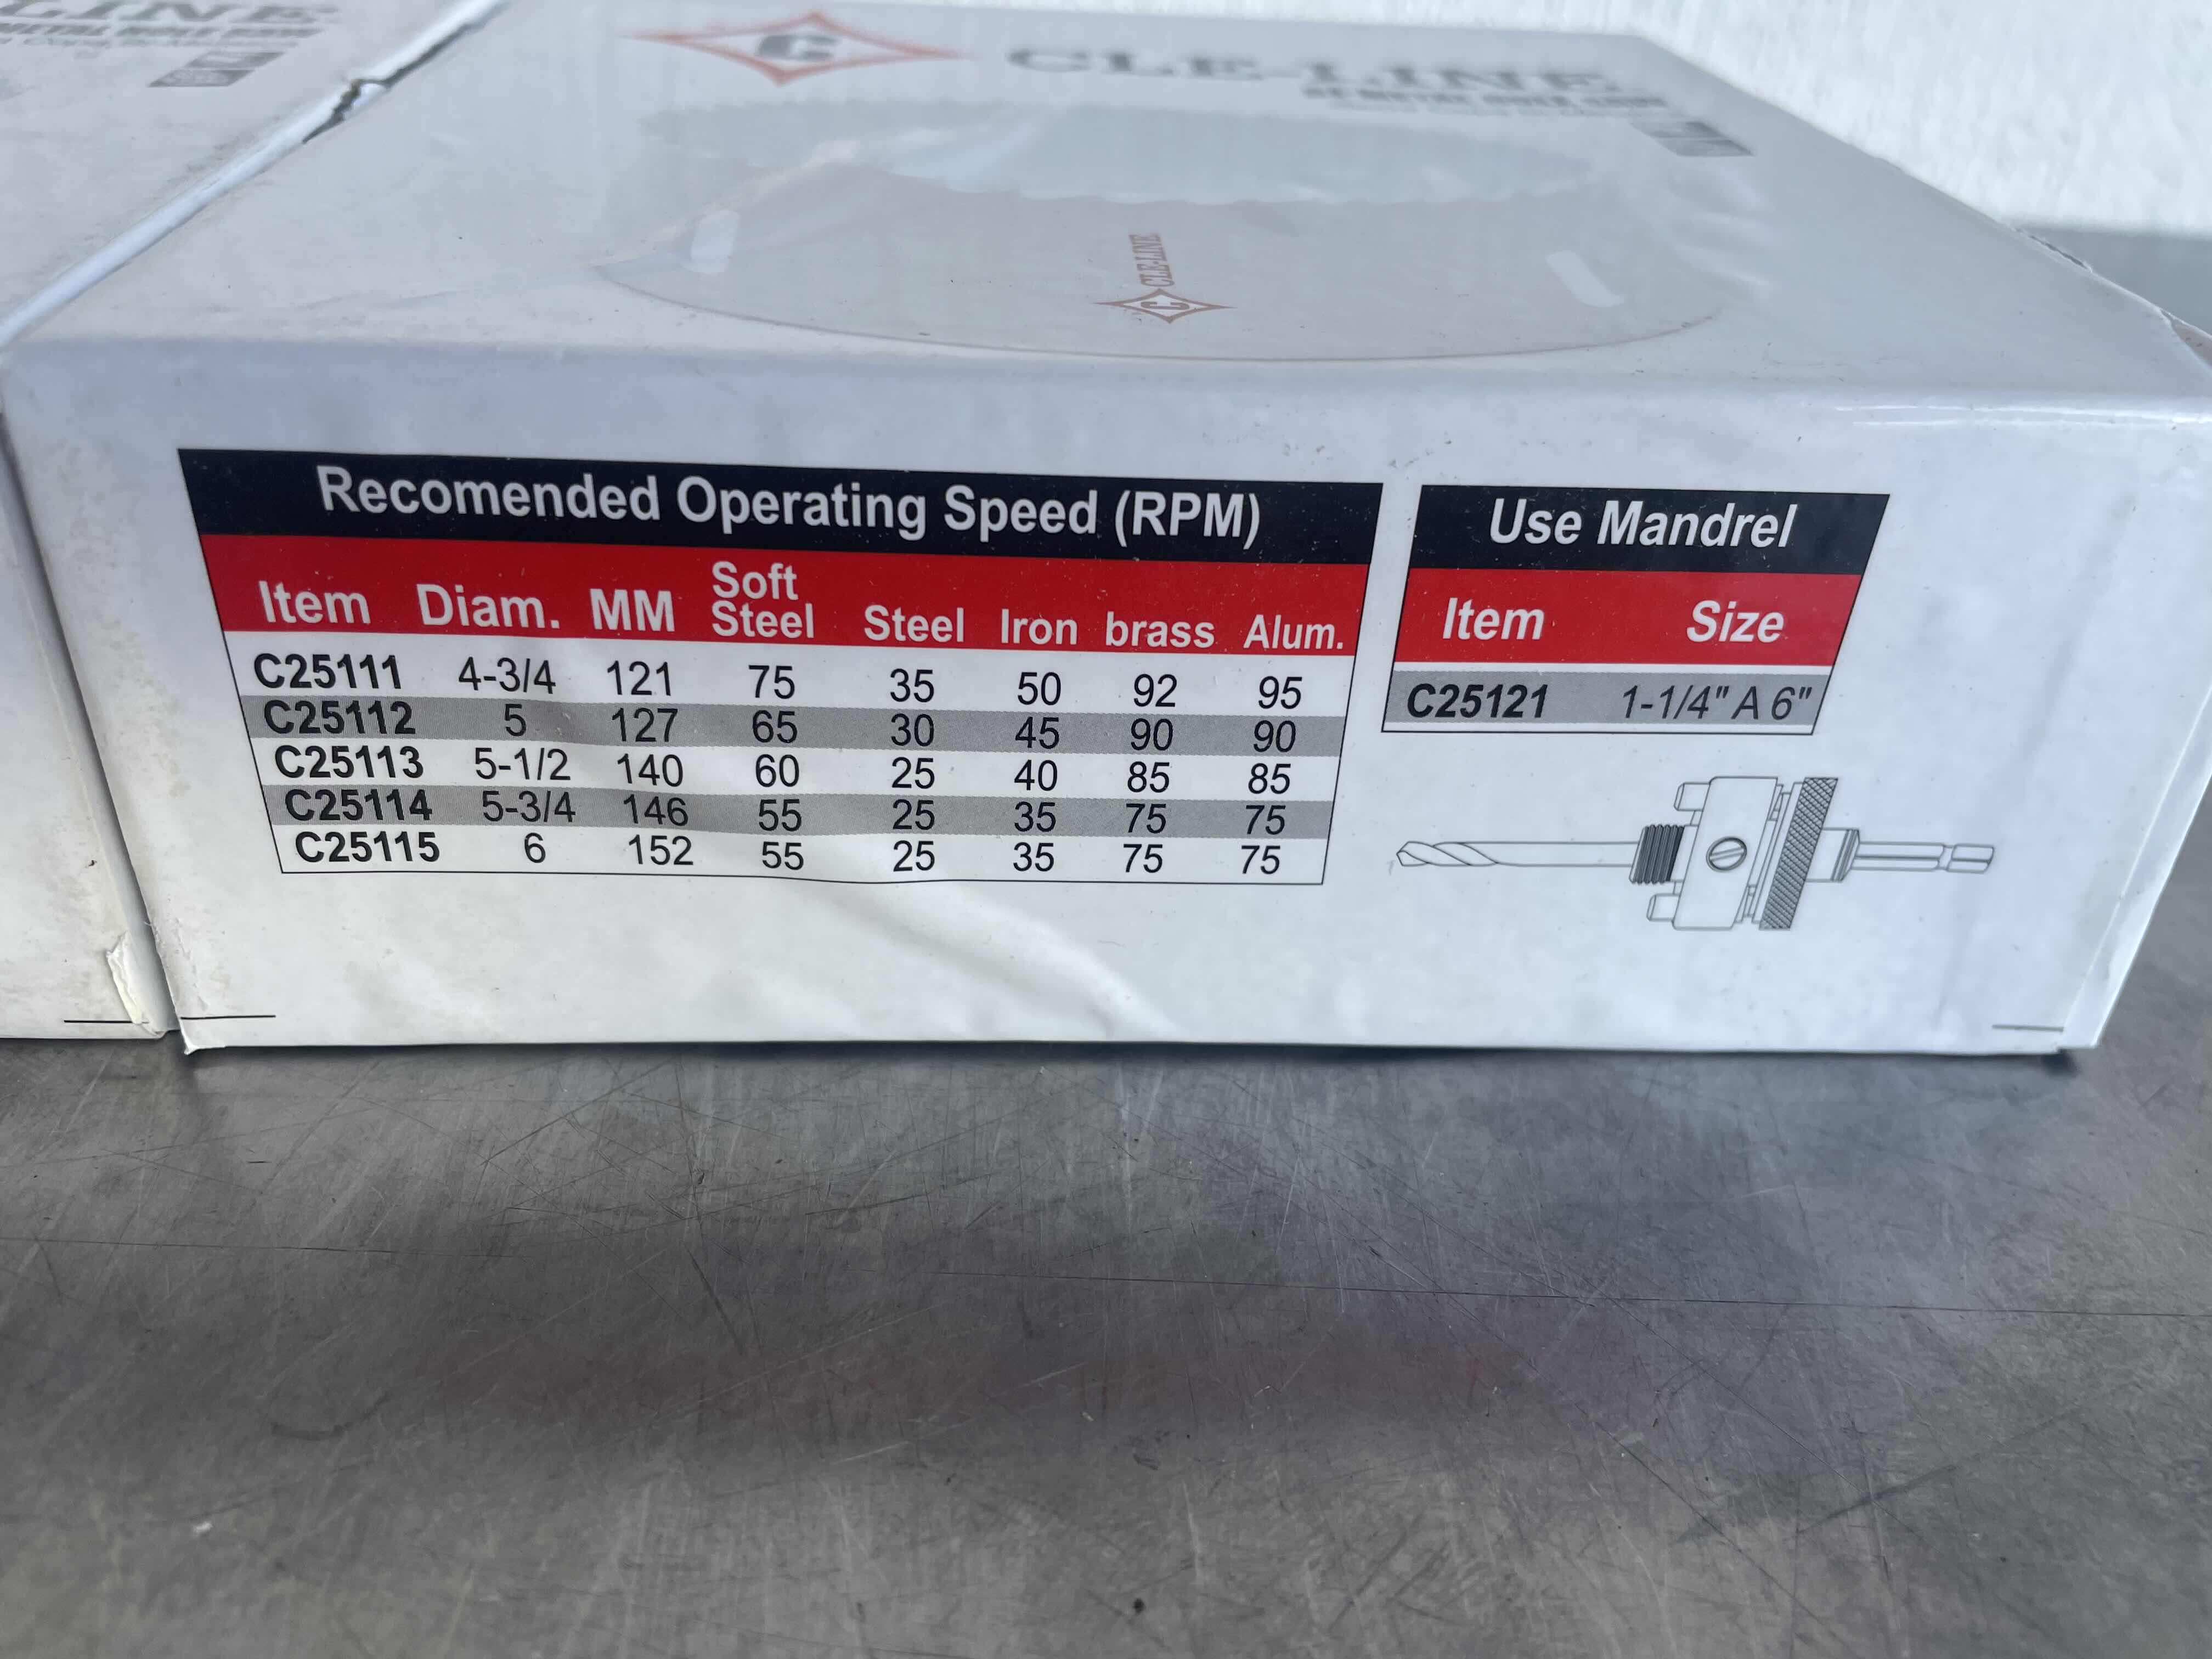 C
CLE-LINE
CLE-LINE
C
Recomended Operating Speed (RPM)
Item Diam. MM Soft Steel Steel Iron brass Alum.
C25111 4-3/4 121 75 35 50 92 95
C25112 5 127 65 30 45 90 90
C25113 5-1/2 140 60 25 40 85 85
C25114 5-3/4 146 55 25 35 75 75
C25115 6 152 55 25 35 75 75
Use Mandrel
Item Size
C25121 1-1/4" A 6"